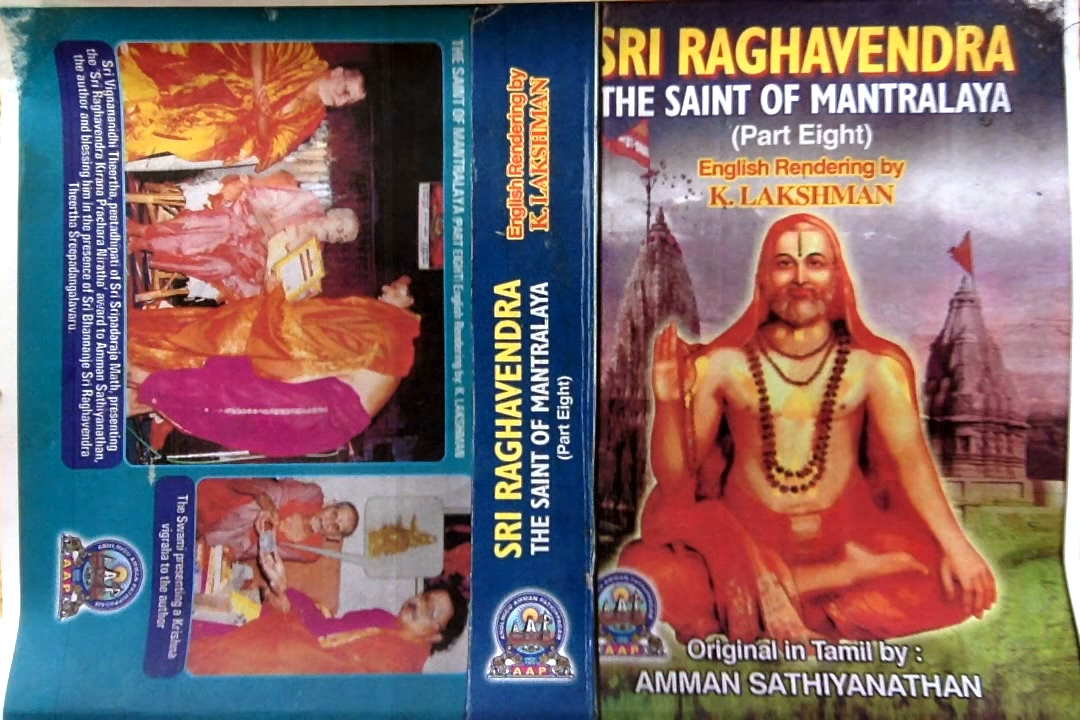 SRI RAGHAVENDRA
THE SAINT OF MANTRALAYA
(Part Eight)
English Rendering by
K. LAKSHMAN
Original in Tamil by :
AMMAN SATHIYANATHAN
English Rendering by
K. LAKSHMAN
SRI RAGHAVENDRA
THE SAINT OF MANTRALAYA
(Part Eight)
AAP
THE SAINT OF MANTRALAYA (PART EIGHT) English Rendering by: K. LAKSHMAN
Sri Vignananidhi Theertha, peetadhipati of Sri Sripadaraja Math, presenting
the 'Sri Raghavendra Kirana Prachara Niratha' award to Amman Sathiyanathan,
the author and blessing him in the presence of Sri Bhannanje Sri Raghavendra
Theertha Sreepadangalavaru.
The Swami presenting a Krishna
vigraha to the author
AAP